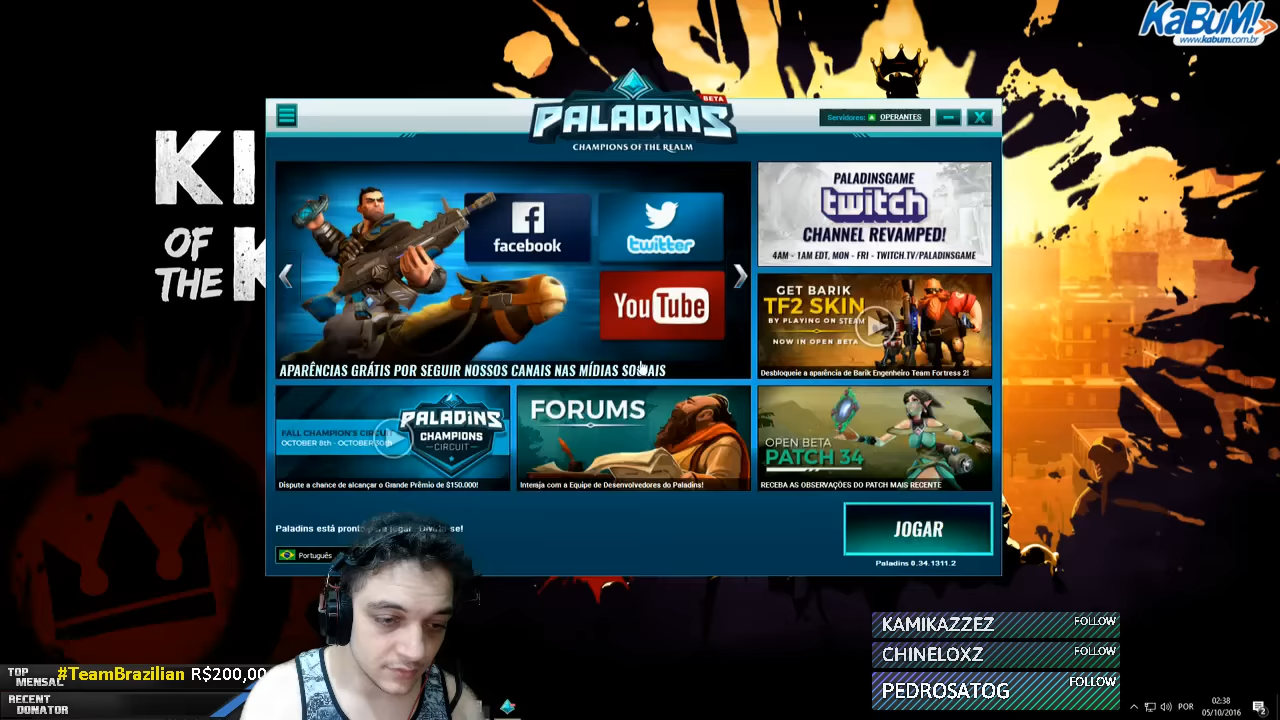 KaBuM!
www.kabum.com.br
KI
OF
THE K
BETA
PALADINS
CHAMPIONS OF THE REALM
Servidores: OPERANTES
facebook
twitter
YouTube
APARÊNCIAS GRÁTIS POR SEGUIR NOSSOS CANAIS NAS MÍDIAS SOCIAIS
PALADINSGAME
twitch
CHANNEL REVAMPED!
4AM - 1AM EDT, MON - FRI - TWITCH.TV/PALADINSGAME
GET BARIK
TF2 SKIN
BY PLAYING ON STEAM
NOW IN OPEN BETA
Desbloqueie a aparência de Barik Engenheiro Team Fortress 2!
FALL CHAMPION'S CIRCUIT
OCTOBER 8th - OCTOBER 30th
PALADINS
CHAMPIONS
CIRCUIT
Dispute a chance de alcançar o Grande Prêmio de $150.000!
FORUMS
Interaja com a Equipe de Desenvolvedores do Paladins!
OPEN BETA
PATCH 34
RECEBA AS OBSERVAÇÕES DO PATCH MAIS RECENTE
Paladins está pronto para jogar. Divirta-se!
Português
JOGAR
Paladins 0.34.1311.2
KAMIKAZZEZ FOLLOW
CHINELOXZ FOLLOW
PEDROSATOG FOLLOW
TOP
MENSAL
#TeamBrazilian R$200,00
RECENT
DONATOR
POR
02:38
05/10/2016
2